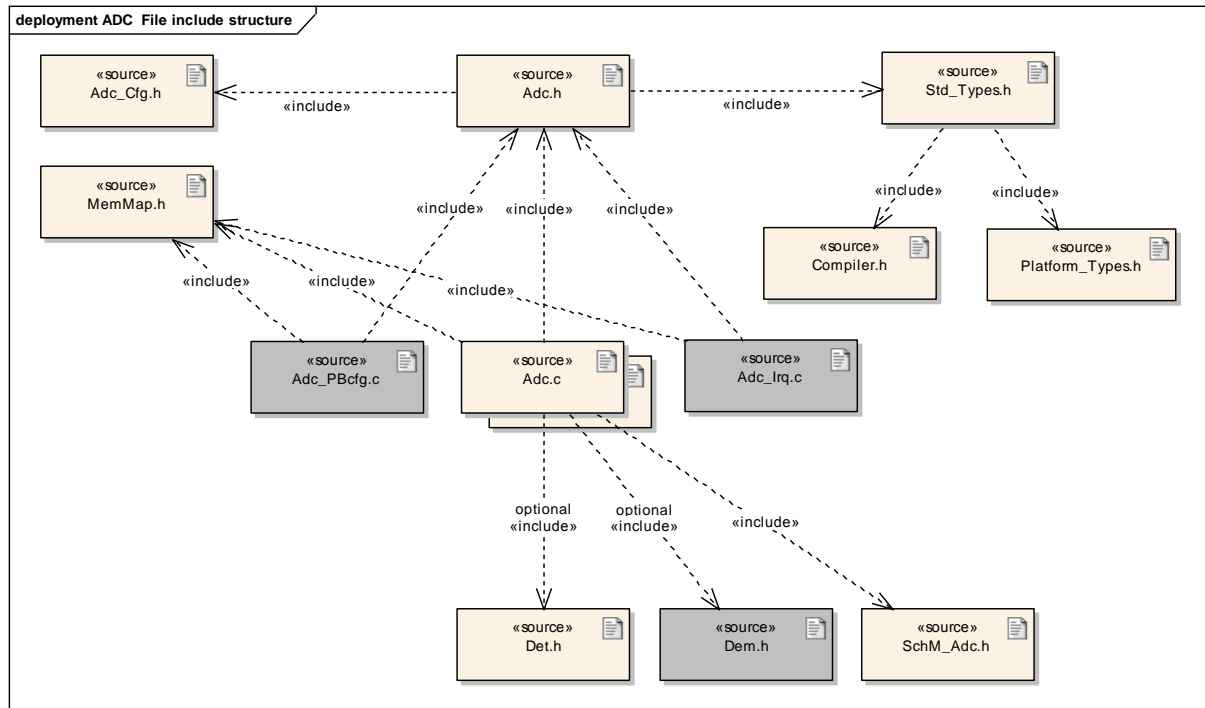 deployment ADC File include structure
«source»
Adc_Cfg.h
«source»
Adc.h
«source»
Std_Types.h
«include»
«include»
«source»
MemMap.h
«include»
«include»
«include»
«include»
«include»
«source»
Compiler.h
«source»
Platform_Types.h
«include»
«include»
«include»
«source»
Adc_PBcfg.c
«source»
Adc.c
«source»
Adc_Irq.c
optional
«include»
optional
«include»
«include»
«source»
Det.h
«source»
Dem.h
«source»
SchM_Adc.h